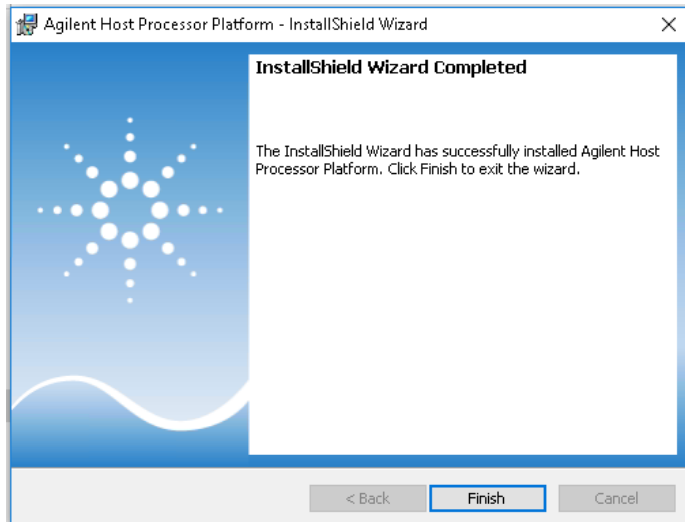 Agilent Host Processor Platform - InstallShield Wizard
InstallShield Wizard Completed
The InstallShield Wizard has successfully installed Agilent Host
Processor Platform. Click Finish to exit the wizard.
< Back
Finish
Cancel